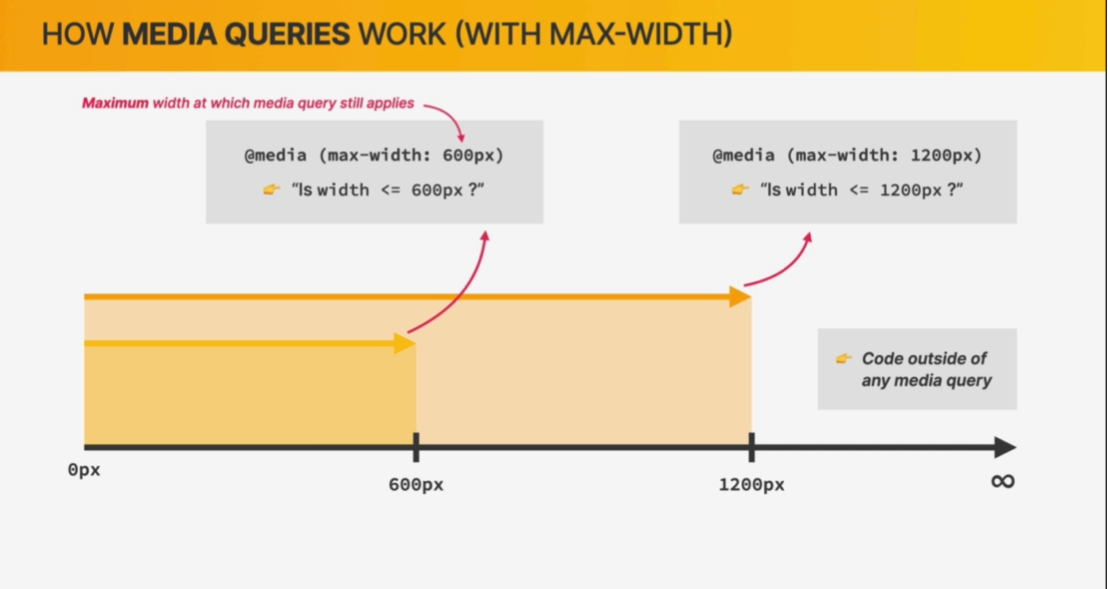 HOW MEDIA QUERIES WORK (WITH MAX-WIDTH)
Maximum width at which media query still applies
@media (max-width: 600px)
👉 “Is width <= 600px ?”
@media (max-width: 1200px)
👉 “Is width <= 1200px ?”
👉 Code outside of
any media query
0px
600px
1200px
∞